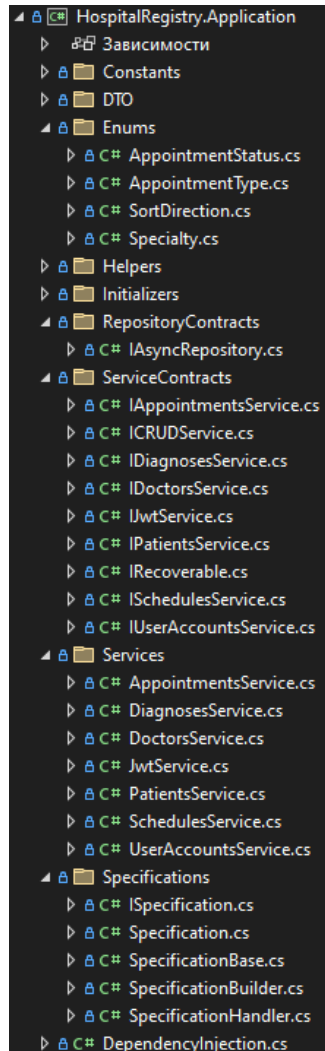 C# HospitalRegistry.Application
Зависимости
Constants
DTO
Enums
C# AppointmentStatus.cs
C# AppointmentType.cs
C# SortDirection.cs
C# Specialty.cs
Helpers
Initializers
RepositoryContracts
C# IAsyncRepository.cs
ServiceContracts
C# IAppointmentsService.cs
C# ICRUDService.cs
C# IDiagnosesService.cs
C# IDoctorsService.cs
C# IJwtService.cs
C# IPatientsService.cs
C# IRecoverable.cs
C# ISchedulesService.cs
C# IUserAccountsService.cs
Services
C# AppointmentsService.cs
C# DiagnosesService.cs
C# DoctorsService.cs
C# JwtService.cs
C# PatientsService.cs
C# SchedulesService.cs
C# UserAccountsService.cs
Specifications
C# ISpecification.cs
C# Specification.cs
C# SpecificationBase.cs
C# SpecificationBuilder.cs
C# SpecificationHandler.cs
C# DependencyInjection.cs